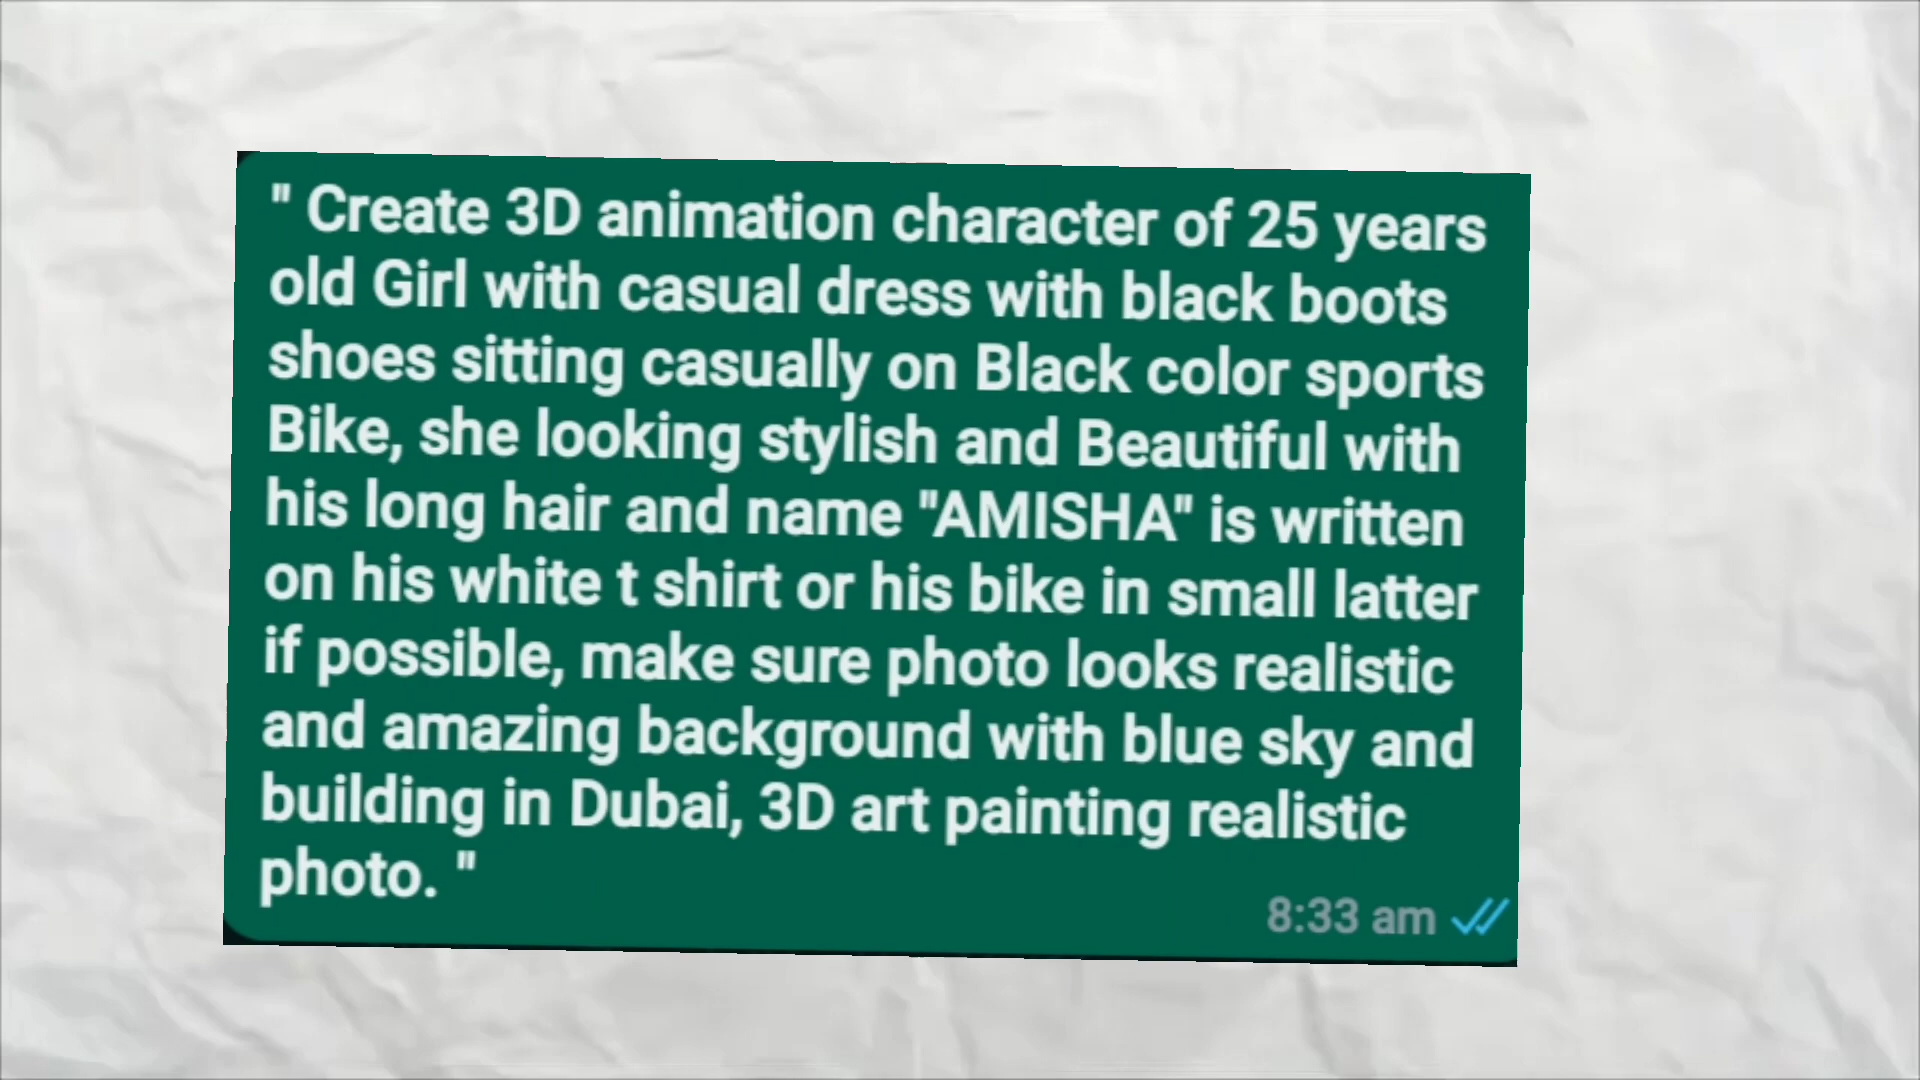 " Create 3D animation character of 25 years
old Girl with casual dress with black boots
shoes sitting casually on Black color sports
Bike, she looking stylish and Beautiful with
his long hair and name "AMISHA" is written
on his white t shirt or his bike in small latter
if possible, make sure photo looks realistic
and amazing background with blue sky and
building in Dubai, 3D art painting realistic
photo. "
8:33 am